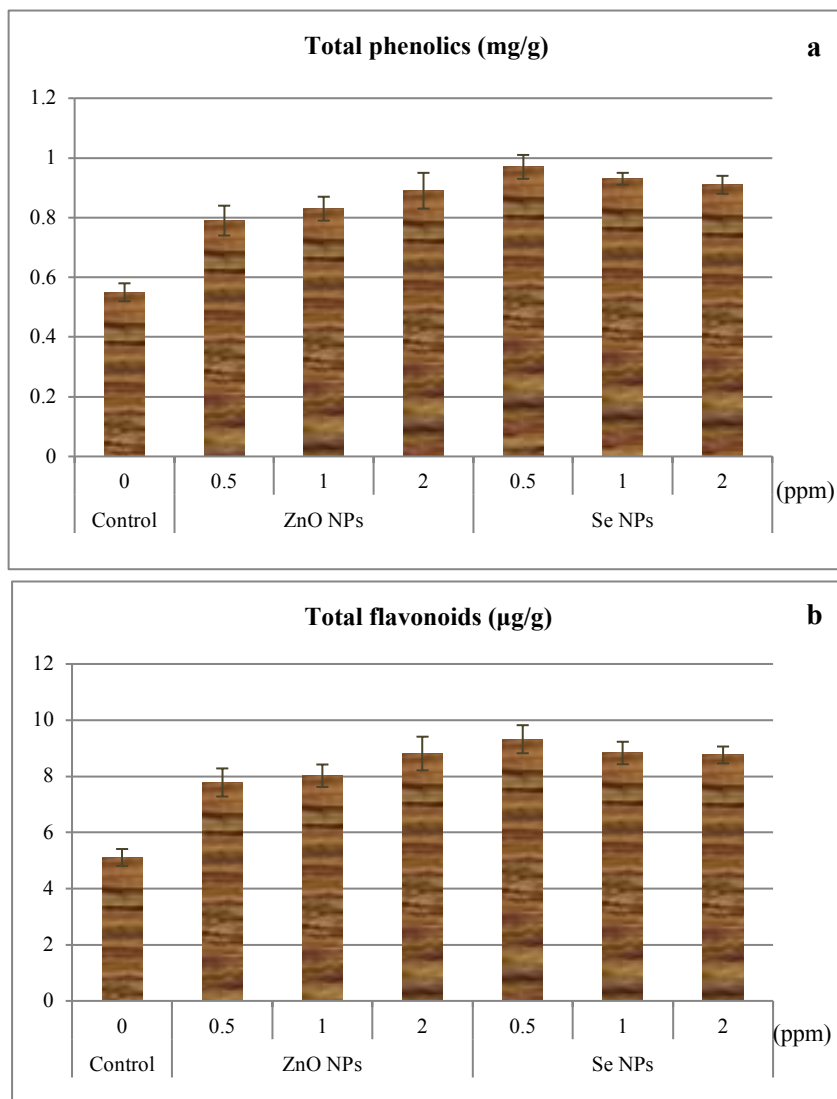 Total phenolics (mg/g)
a
1.2
1
0.8
0.6
0.4
0.2
0
0 0.5 1 2 0.5 1 2 (ppm)
Control ZnO NPs Se NPs
Total flavonoids (µg/g)
b
12
10
8
6
4
2
0
0 0.5 1 2 0.5 1 2 (ppm)
Control ZnO NPs Se NPs